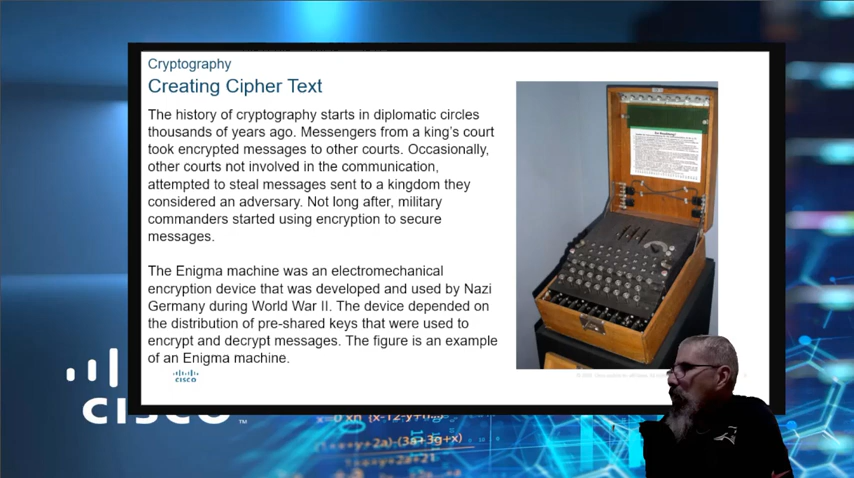 Cryptography
Creating Cipher Text
The history of cryptography starts in diplomatic circles
thousands of years ago. Messengers from a king's court
took encrypted messages to other courts. Occasionally,
other courts not involved in the communication,
attempted to steal messages sent to a kingdom they
considered an adversary. Not long after, military
commanders started using encryption to secure
messages.
The Enigma machine was an electromechanical
encryption device that was developed and used by Nazi
Germany during World War II. The device depended on
the distribution of pre-shared keys that were used to
encrypt and decrypt messages. The figure is an example
of an Enigma machine.
CISCO
CISCO